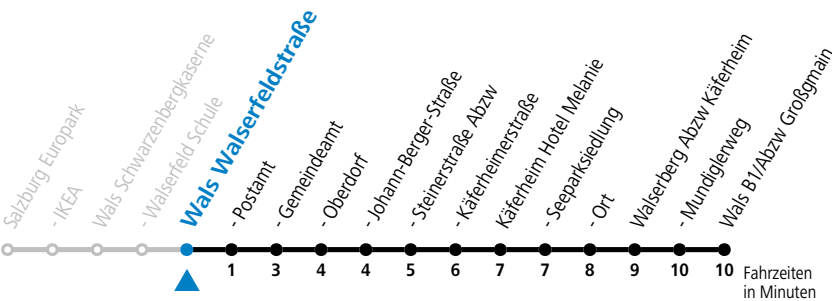 Salzburg Europark
- IKEA
Wals Schwarzenbergkaserne
- Walserfeld Schule
Wals Walserfeldstraße
- Postamt
- Gemeindeamt
- Oberdorf
- Johann-Berger-Straße
- Steinerstraße Abzw
- Käferheimerstraße
Käferheim Hotel Melanie
- Seeparksiedlung
- Ort
Walserberg Abzw Käferheim
- Mundiglerweg
Wals B1/Abzw Großgmain
1 3 4 4 5 6 7 7 8 9 10 10 Fahrzeiten
in Minuten